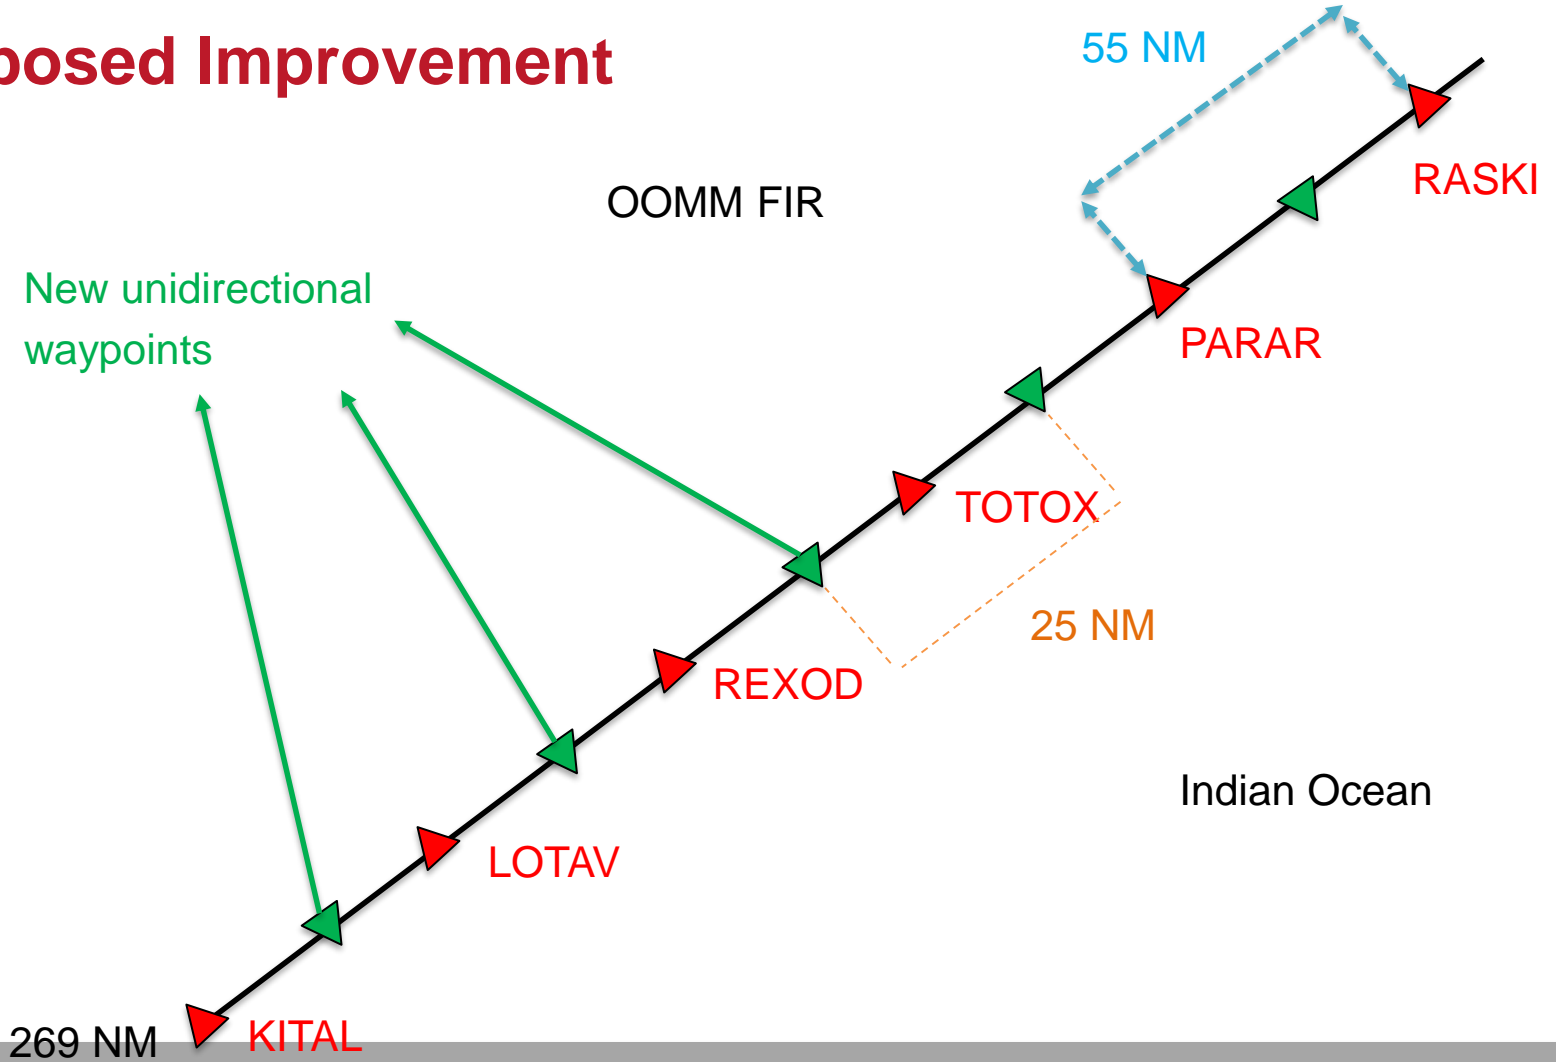 posed Improvement
55 NM
RASKI
OOMM FIR
New unidirectional
waypoints
PARAR
TOTOX
25 NM
REXOD
Indian Ocean
LOTAV
269 NM
KITAL